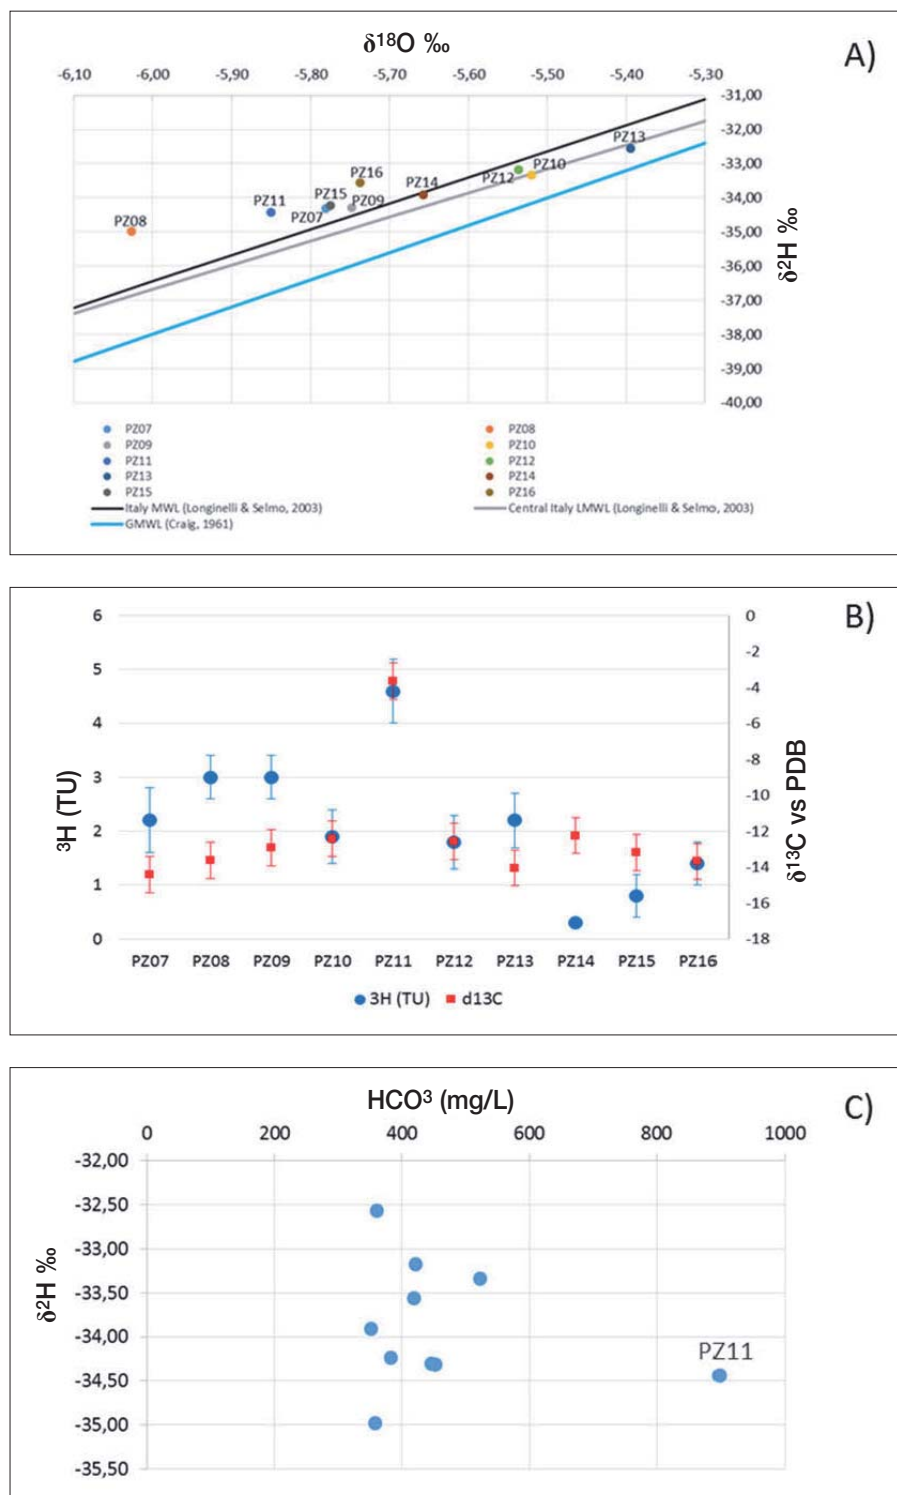 δ18O ‰
A)
-6,10 -6,00 -5,90 -5,80 -5,70 -5,60 -5,50 -5,40 -5,30
-31,00
-32,00
-33,00
-34,00
-35,00
-36,00
-37,00
-38,00
-39,00
-40,00
δ2H ‰
PZ13
PZ10
PZ12
PZ14
PZ16
PZ15
PZ09
PZ07
PZ11
PZ08
PZ07 PZ08
PZ09 PZ10
PZ11 PZ12
PZ13 PZ14
PZ15 PZ16
Italy MWL (Longinelli & Selmo, 2003) Central Italy LMWL (Longinelli & Selmo, 2003)
GMWL (Craig, 1961)
B)
3H (TU)
6
5
4
3
2
1
0
0
-2
-4
-6
-8
-10
-12
-14
-16
-18
δ13C vs PDB
PZ07 PZ08 PZ09 PZ10 PZ11 PZ12 PZ13 PZ14 PZ15 PZ16
3H (TU) d13C
HCO3 (mg/L)
C)
0 200 400 600 800 1000
δ2H ‰
-32,00
-32,50
-33,00
-33,50
-34,00
-34,50
-35,00
-35,50
PZ11